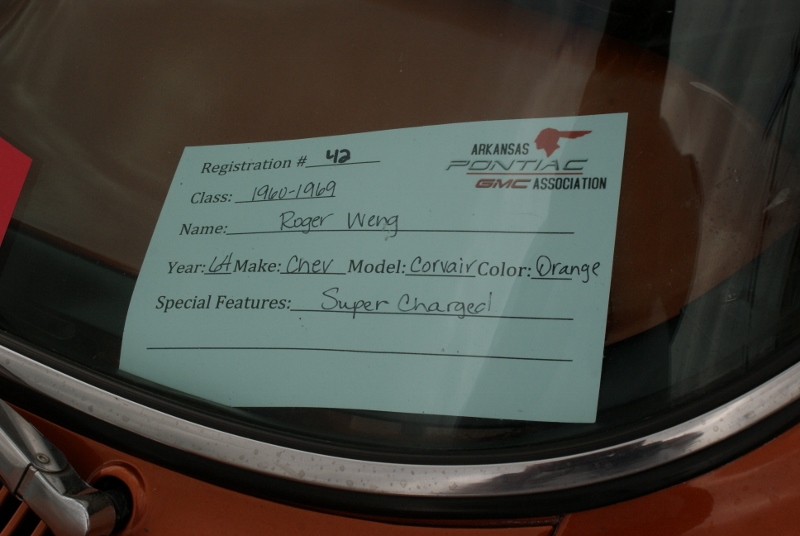 Registration # 42
ARKANSAS
PONTIAC
GMC ASSOCIATION
Class: 1960-1969
Name: Roger Weng
Year: Make: Chev Model: Corvair Color: Orange
Special Features: Super Charged